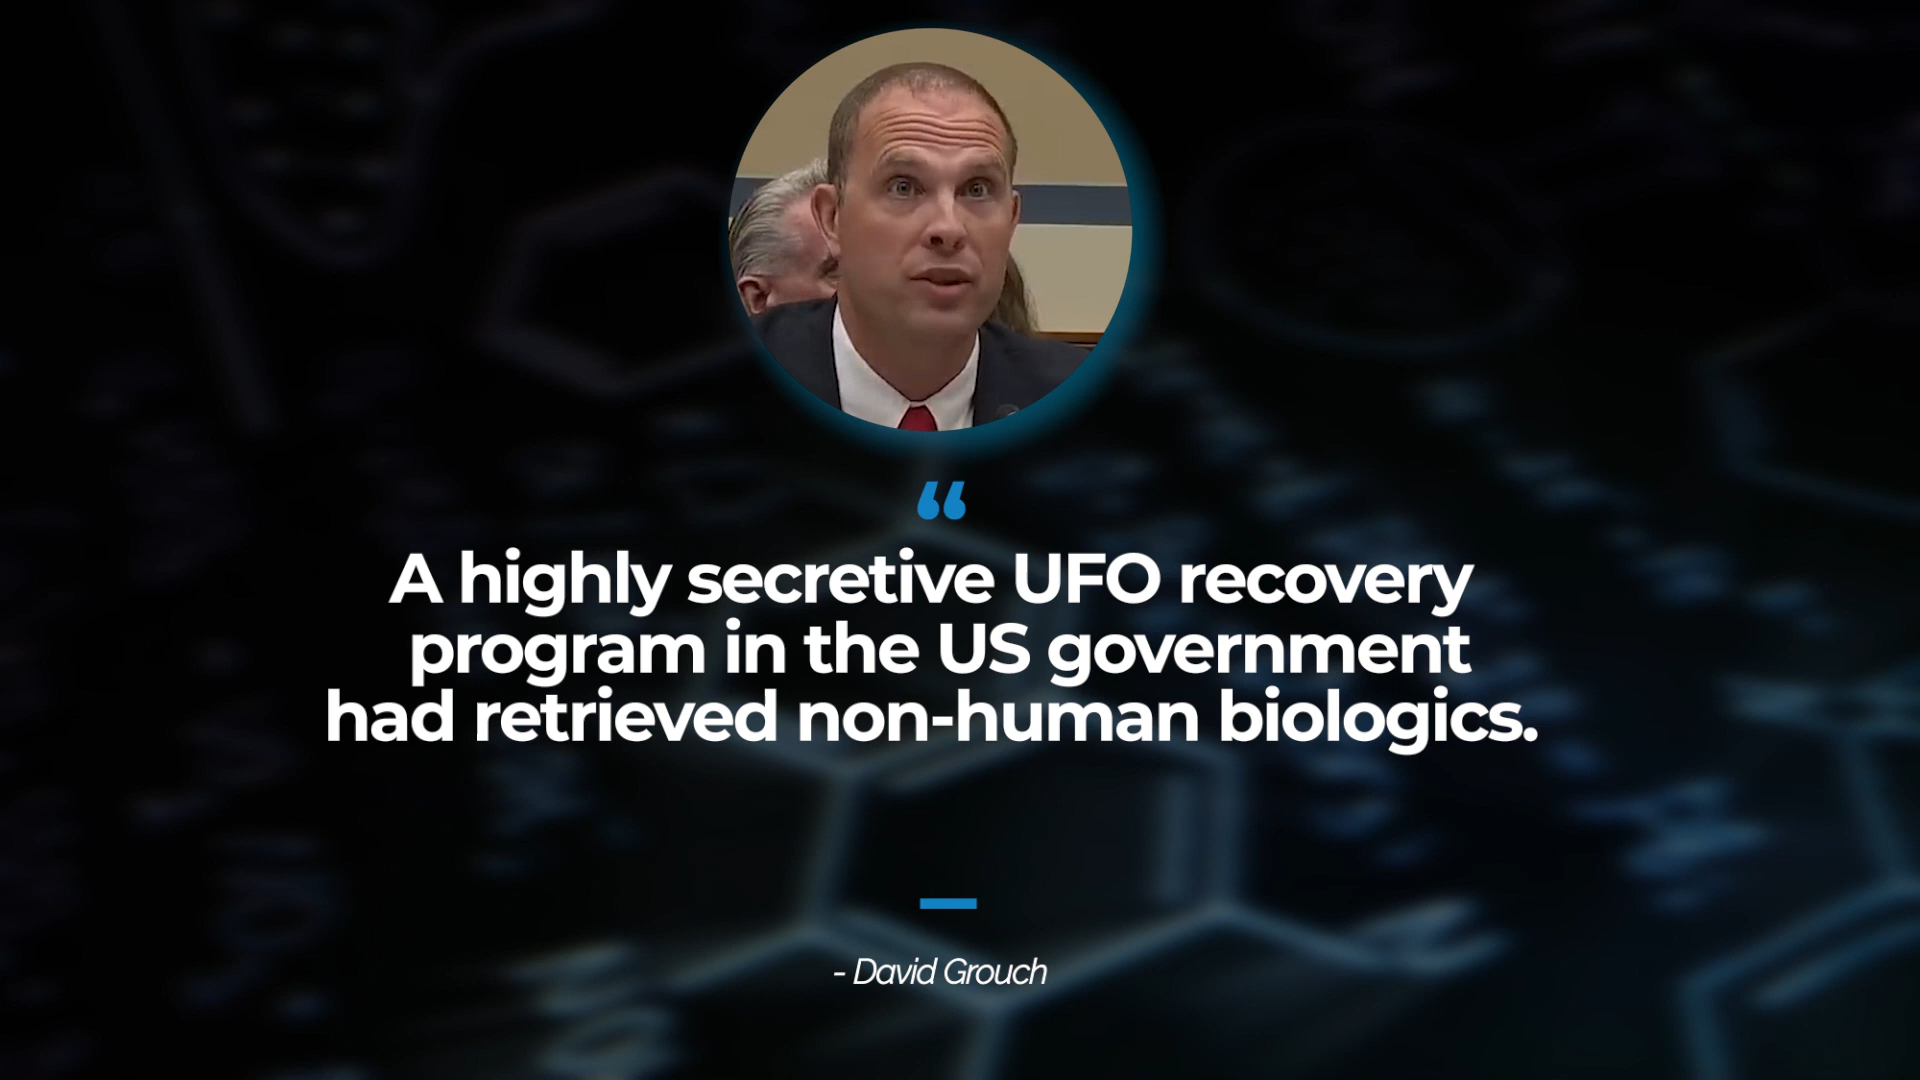 “
A highly secretive UFO recovery
program in the US government
had retrieved non-human biologics.
- David Grouch